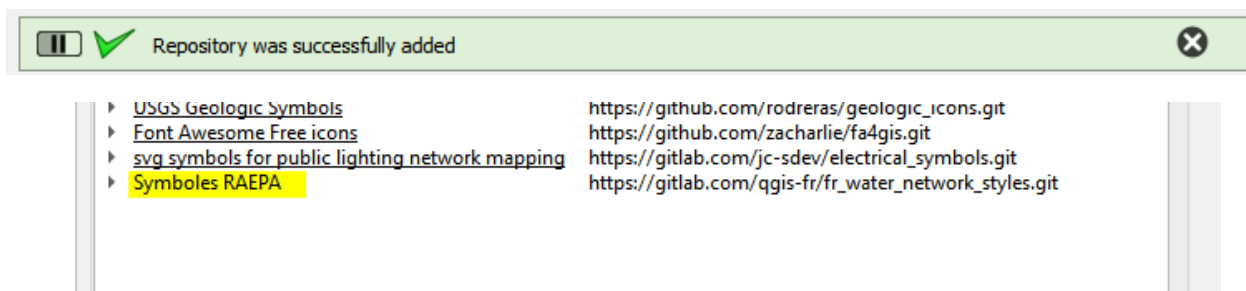 Repository was successfully added
USGS Geologic Symbols https://github.com/rodreras/geologic_icons.git
Font Awesome Free icons https://github.com/zacharlie/fa4gis.git
svg symbols for public lighting network mapping https://gitlab.com/jc-sdev/electrical_symbols.git
Symboles RAEPA https://gitlab.com/qgis-fr/fr_water_network_styles.git